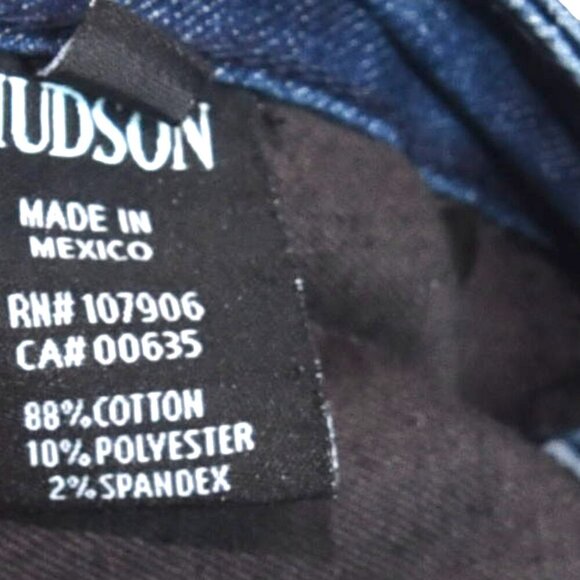 HUDSON
MADE IN
MEXICO
RN# 107906
CA# 00635
88% COTTON
10% POLYESTER
2% SPANDEX